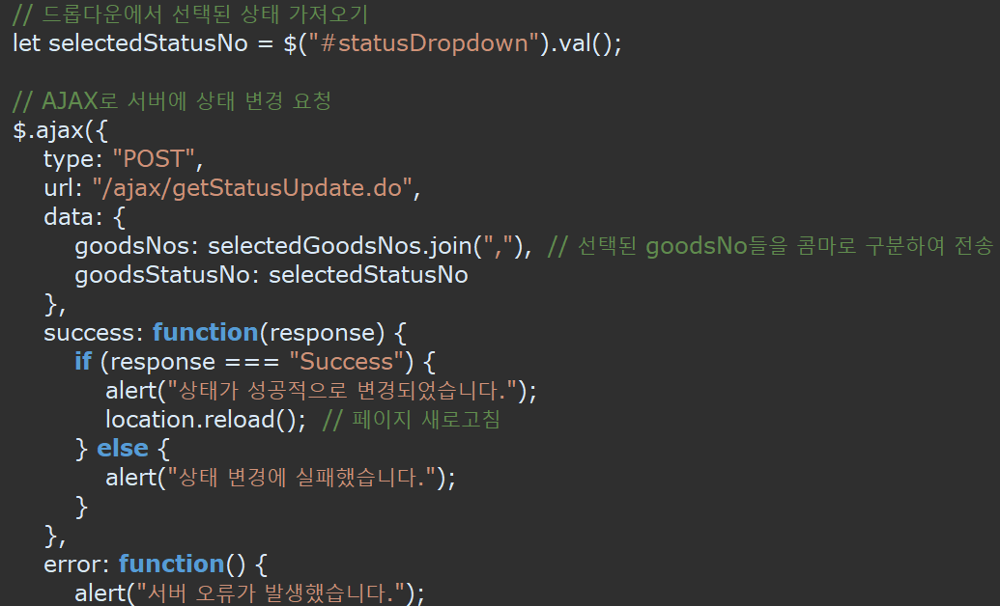 // 드롭다운에서 선택된 상태 가져오기
let selectedStatusNo = $("#statusDropdown").val();
// AJAX로 서버에 상태 변경 요청
$.ajax({
type: "POST",
url: "/ajax/getStatusUpdate.do",
data: {
goodsNos: selectedGoodsNos.join(","), // 선택된 goodsNo들을 콤마로 구분하여 전송
goodsStatusNo: selectedStatusNo
},
success: function(response) {
if (response === "Success") {
alert("상태가 성공적으로 변경되었습니다.");
location.reload(); // 페이지 새로고침
} else {
alert("상태 변경에 실패했습니다.");
}
},
error: function() {
alert("서버 오류가 발생했습니다.");